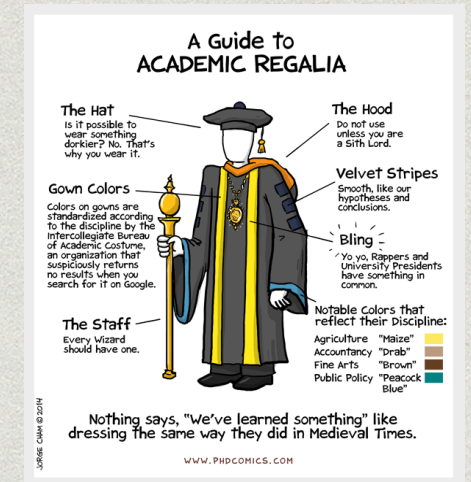 A Guide to
ACADEMIC REGALIA
The Hat
Is it possible to
wear something
dorkier? No. That's
why you wear it.
The Hood
Do not use
unless you are
a Sith Lord.
Gown Colors
Colors on gowns are
standardized according
to the discipline by the
Intercollegiate Bureau
of Academic Costume,
an organization that
suspiciously returns
no results when you
search for it on Google.
Velvet Stripes
Smooth, like our
hypotheses and
conclusions.
Bling
Yo yo, Rappers and
University Presidents
have something in
common.
The Staff
Every Wizard
should have one.
Notable Colors that
reflect their Discipline:
Agriculture "Maize"
Accountancy "Drab"
Fine Arts "Brown"
Public Policy "Peacock
Blue"
Nothing says, "We've learned something" like
dressing the same way they did in Medieval Times.
JORGE CHAM © 2014
WWW.PHDCOMICS.COM